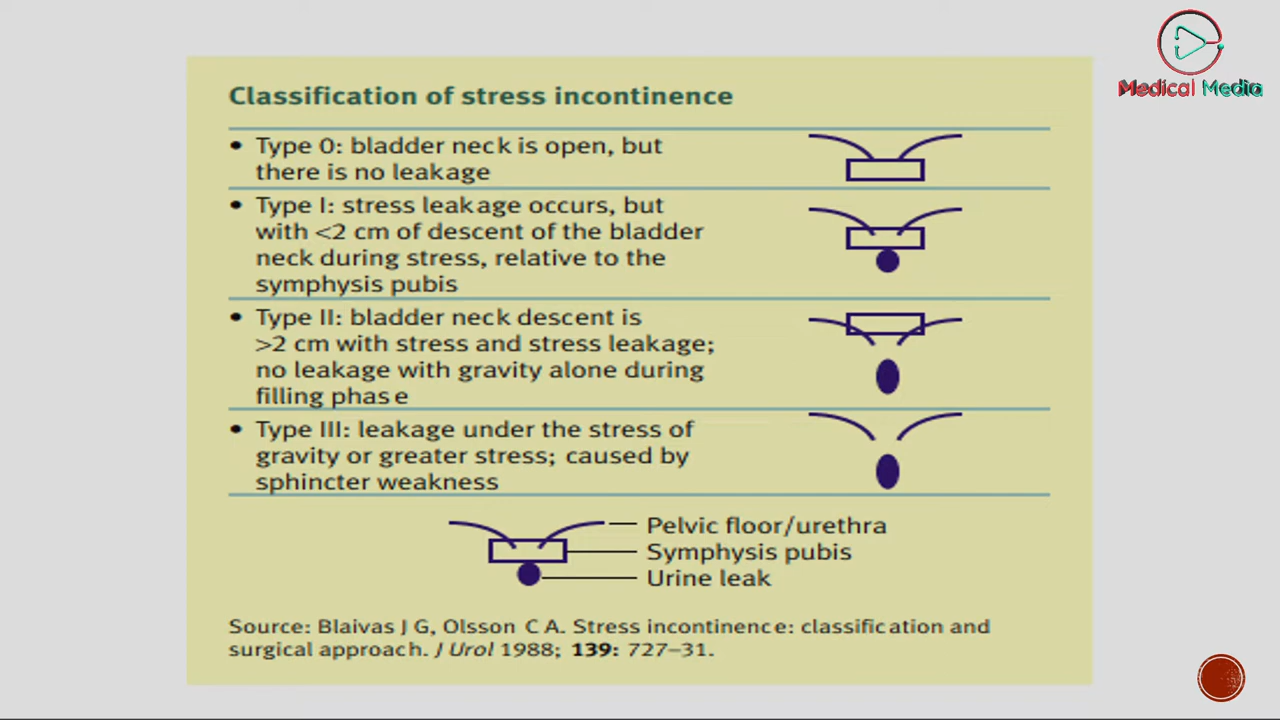 Medical Media
Classification of stress incontinence
• Type 0: bladder neck is open, but
there is no leakage
• Type I: stress leakage occurs, but
with <2 cm of descent of the bladder
neck during stress, relative to the
symphysis pubis
• Type II: bladder neck descent is
>2 cm with stress and stress leakage;
no leakage with gravity alone during
filling phase
• Type III: leakage under the stress of
gravity or greater stress; caused by
sphincter weakness
Pelvic floor/urethra
Symphysis pubis
Urine leak
Source: Blaivas J G, Olsson C A. Stress incontinence: classification and
surgical approach. J Urol 1988; 139: 727–31.